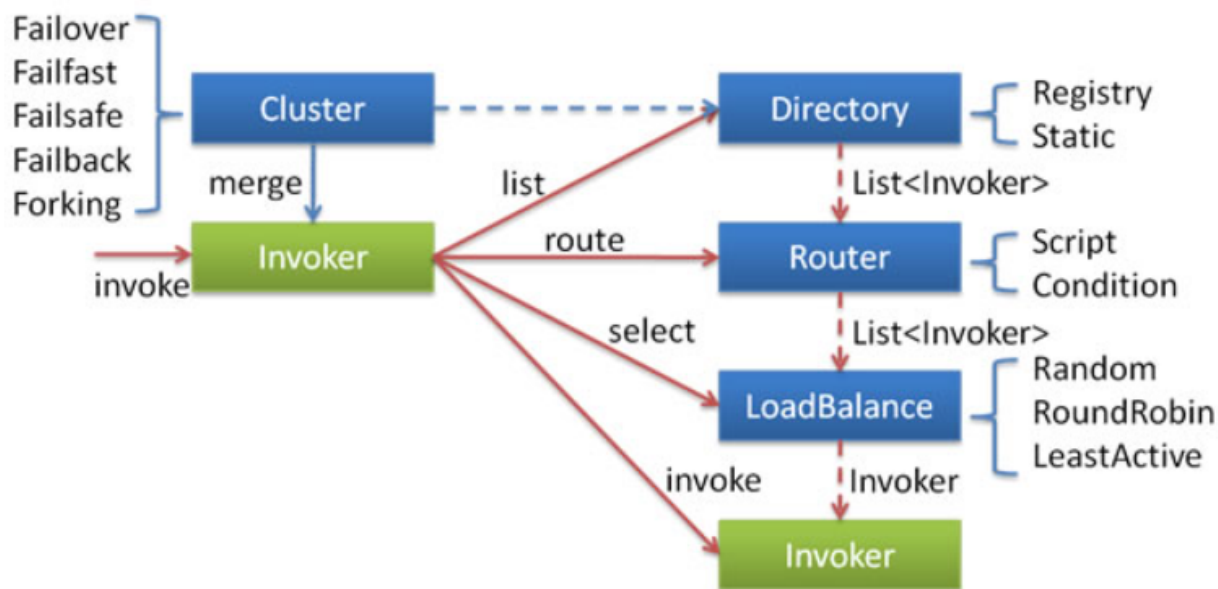 Failover
Failfast
Failsafe
Failback
Forking
Cluster
merge
invoke
Invoker
list
route
select
invoke
Directory
Registry
Static
List<Invoker>
Router
Script
Condition
List<Invoker>
LoadBalance
Random
RoundRobin
LeastActive
Invoker
Invoker